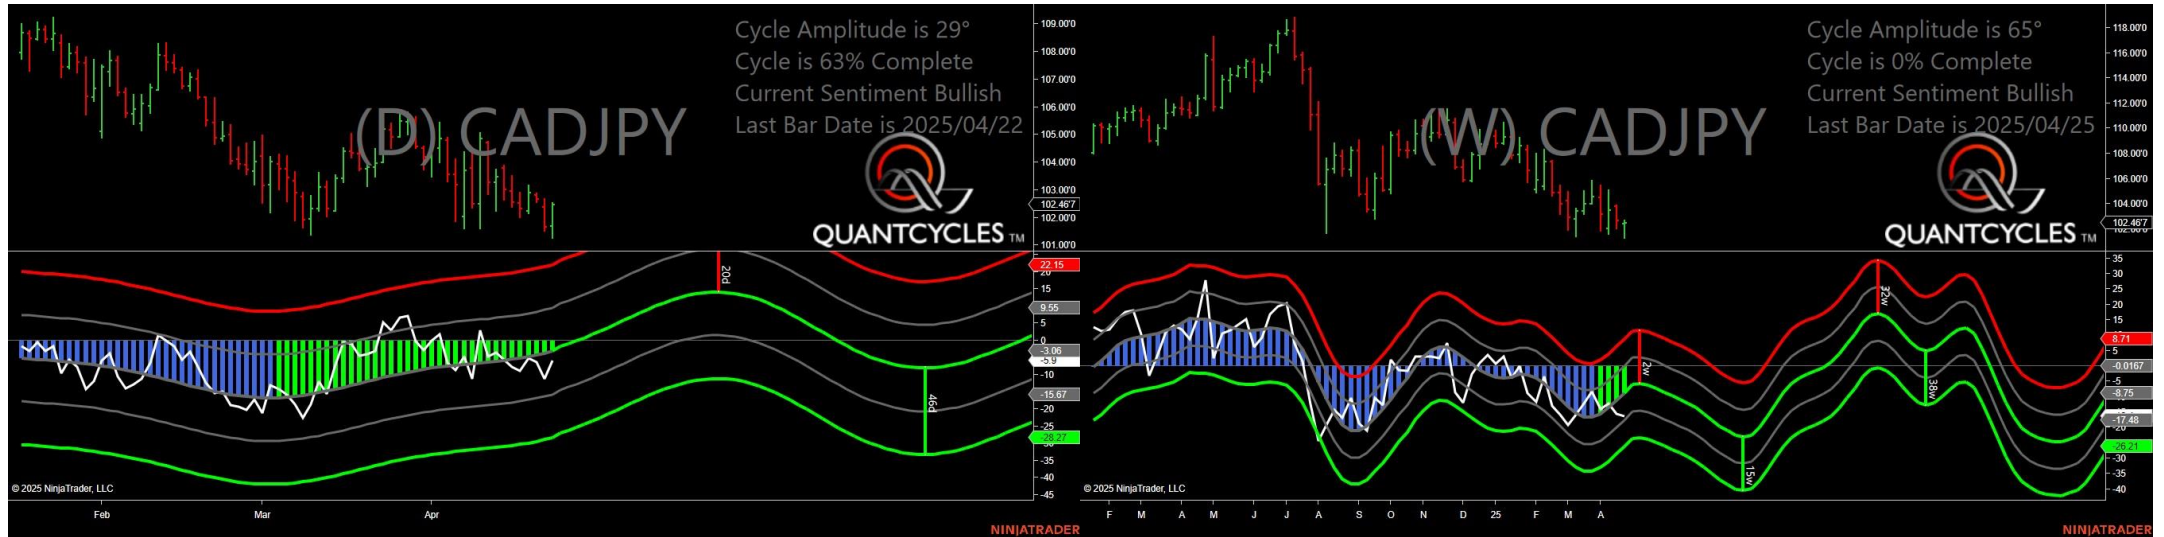 Cycle Amplitude is 29°
Cycle is 63% Complete
Current Sentiment Bullish
Last Bar Date is 2025/04/22
(D) CADJPY
QUANTCYCLES TM
109.00'0
108.00'0
107.00'0
106.00'0
105.00'0
104.00'0
103.00'0
102.46'7
102.00'0
101.00'0
20d
46d
22.15
20
15
9.55
5
0
-3.06
-5.9
-10
-15.67
-20
-25
-28.27
-35
-40
-45
© 2025 NinjaTrader, LLC
Feb
Mar
Apr
NINJATRADER
Cycle Amplitude is 65°
Cycle is 0% Complete
Current Sentiment Bullish
Last Bar Date is 2025/04/25
(W) CADJPY
QUANTCYCLES TM
118.00'0
116.00'0
114.00'0
112.00'0
110.00'0
108.00'0
106.00'0
104.00'0
102.46'7
2w
15w
32w
38w
35
30
25
20
15
8.71
5
-0.0167
-5
-8.75
-17.48
-20
-26.21
-30
-35
-40
© 2025 NinjaTrader, LLC
F M A M J J A S O N D 25 F M A
NINJATRADER